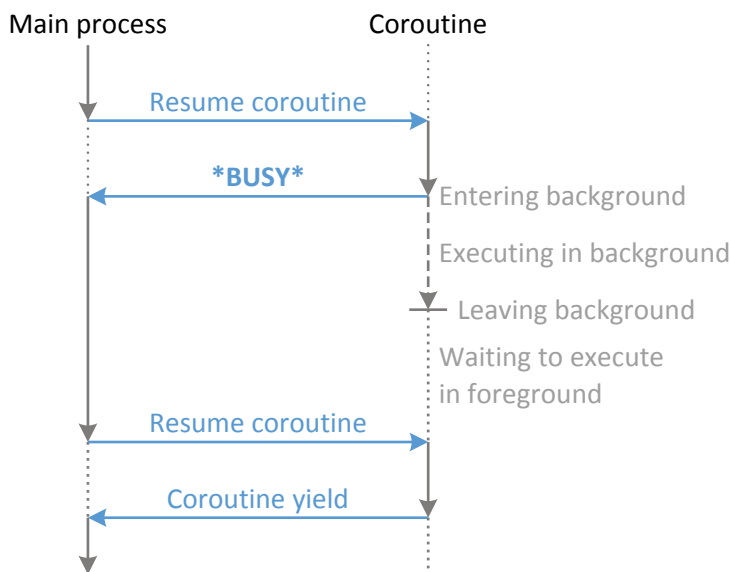 Main process
Coroutine
Resume coroutine
*BUSY*
Entering background
Executing in background
Leaving background
Waiting to execute
in foreground
Resume coroutine
Coroutine yield